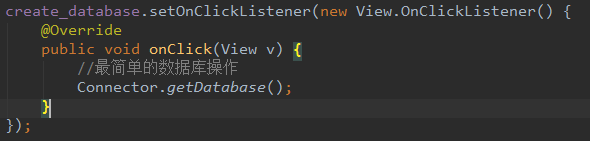 create_database.setOnClickListener(new View.OnClickListener() {
@Override
public void onClick(View v) {
//最简单的数据库操作
Connector.getDatabase();
}
});